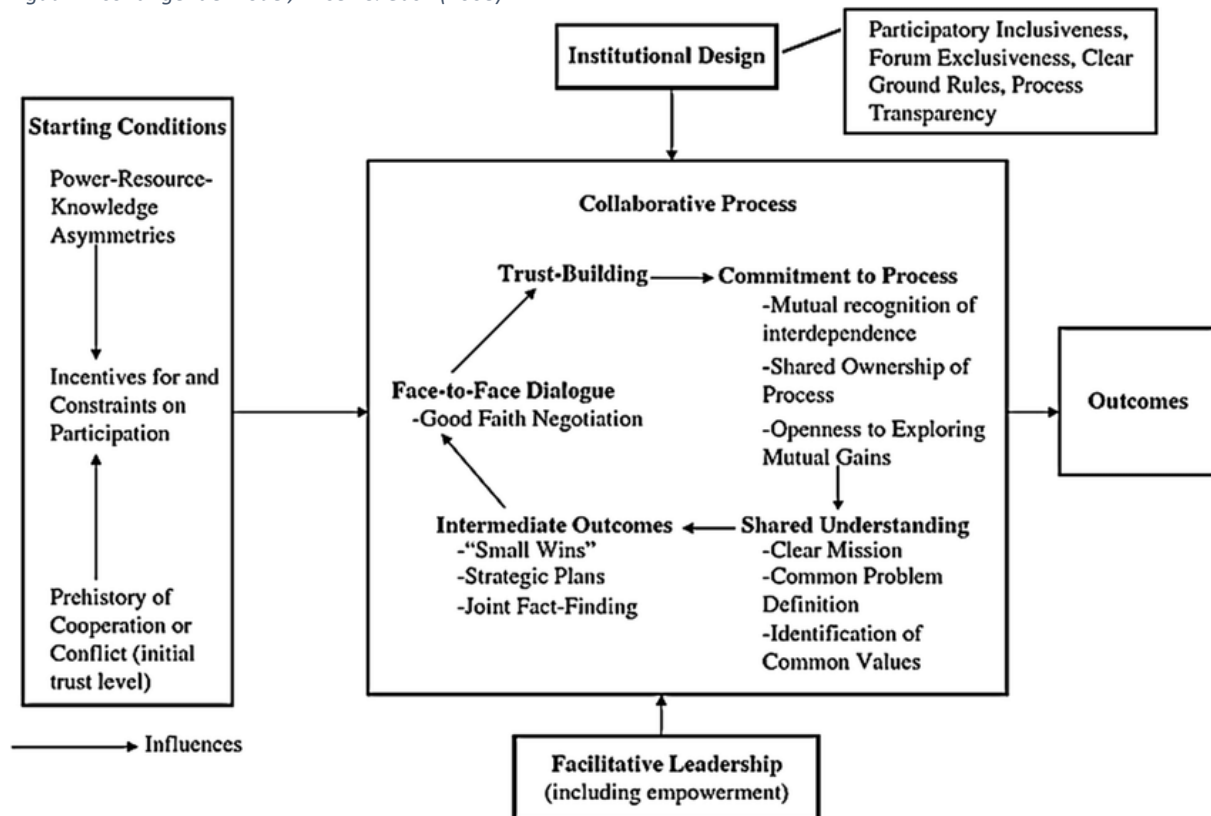 Institutional Design
Participatory Inclusiveness,
Forum Exclusiveness, Clear
Ground Rules, Process
Transparency
Starting Conditions
Power-Resource-
Knowledge
Asymmetries
Incentives for and
Constraints on
Participation
Prehistory of
Cooperation or
Conflict (initial
trust level)
Influences
Collaborative Process
Trust-Building
Commitment to Process
-Mutual recognition of
interdependence
-Shared Ownership of
Process
-Openness to Exploring
Mutual Gains
Face-to-Face Dialogue
-Good Faith Negotiation
Intermediate Outcomes
-“Small Wins”
-Strategic Plans
-Joint Fact-Finding
Shared Understanding
-Clear Mission
-Common Problem
Definition
-Identification of
Common Values
Outcomes
Facilitative Leadership
(including empowerment)